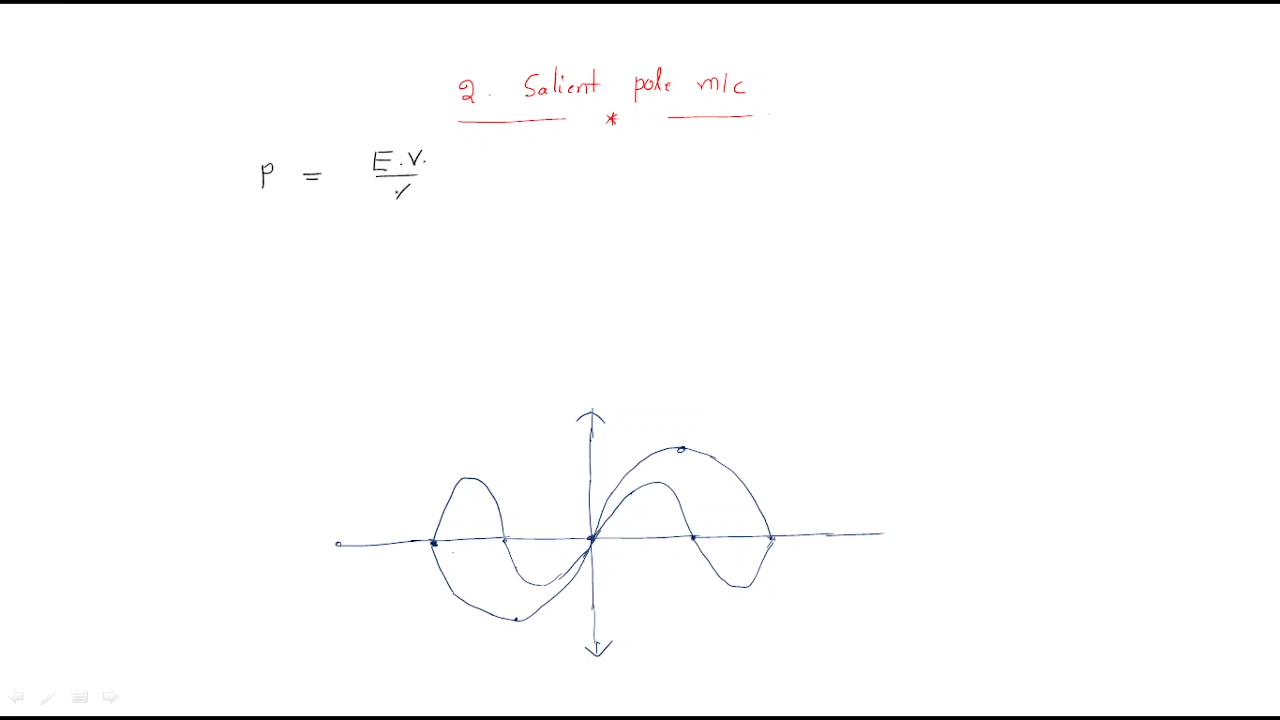 2. Salient pole m/c
*
P = E.V.